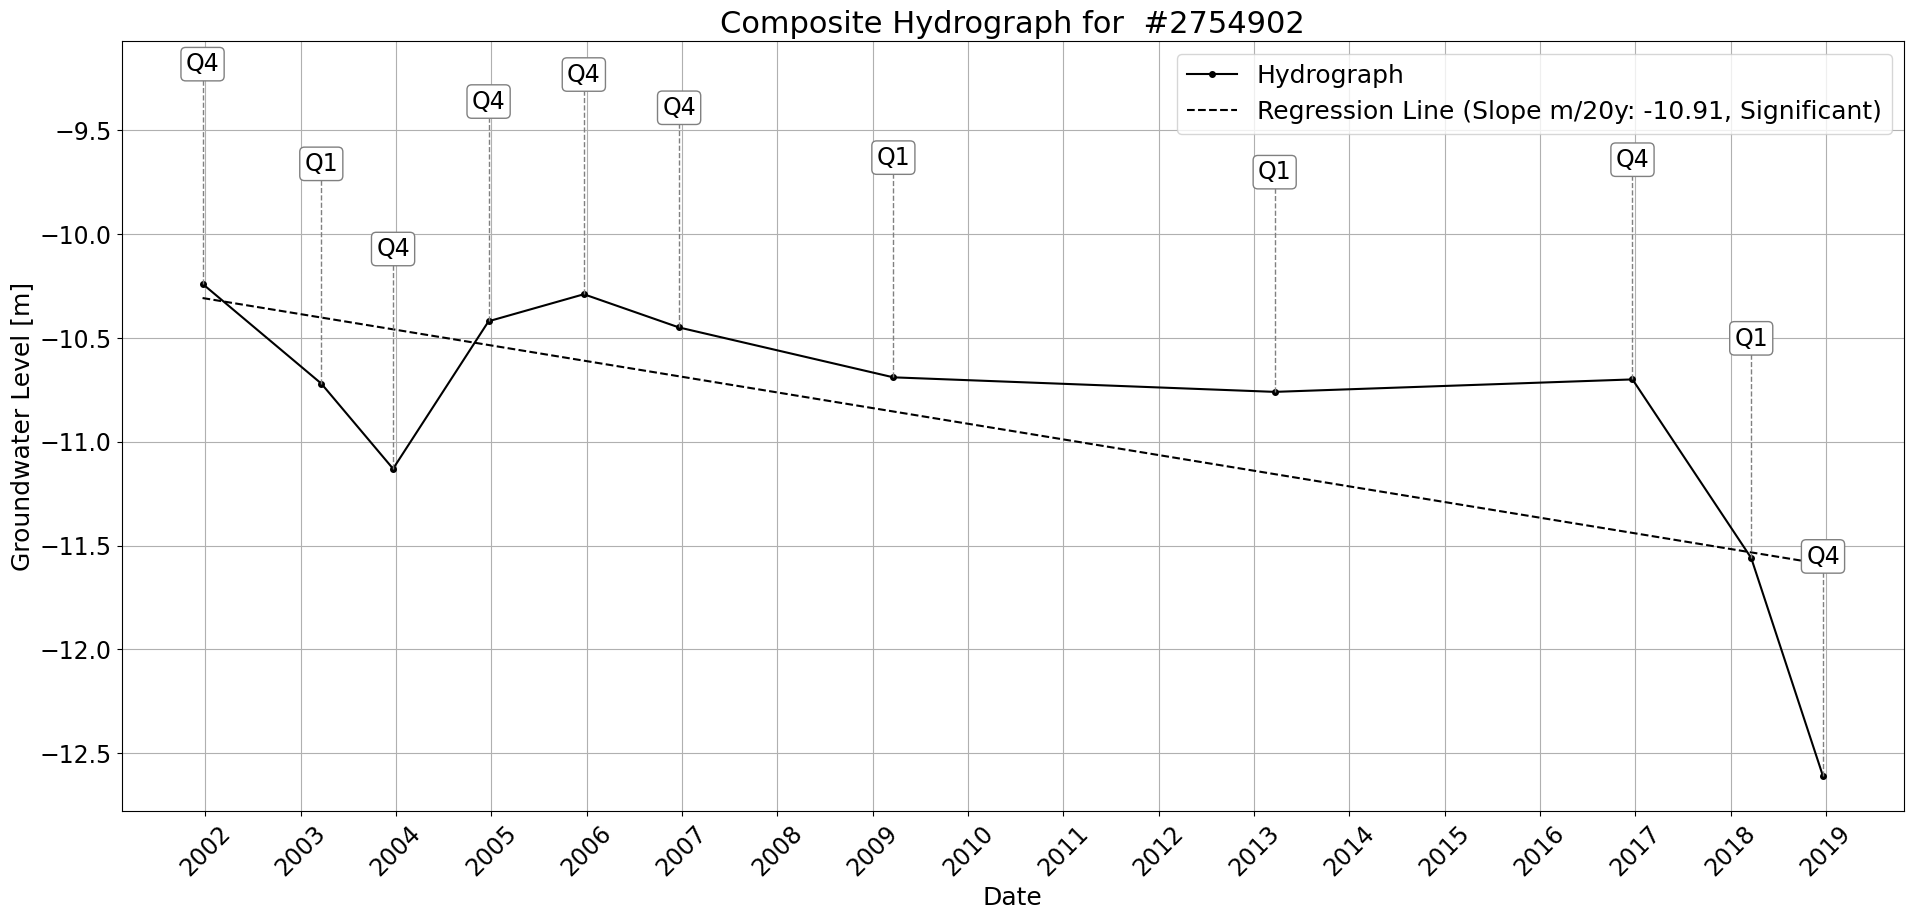 Composite Hydrograph for #2754902
Hydrograph
Regression Line (Slope m/20y: -10.91, Significant)
Q4
Q1
Q4
Q4
Q4
Q4
Q1
Q1
Q4
Q1
Q4
Groundwater Level [m]
−9.5
−10.0
−10.5
−11.0
−11.5
−12.0
−12.5
2002
2003
2004
2005
2006
2007
2008
2009
2010
2011
2012
2013
2014
2015
2016
2017
2018
2019
Date